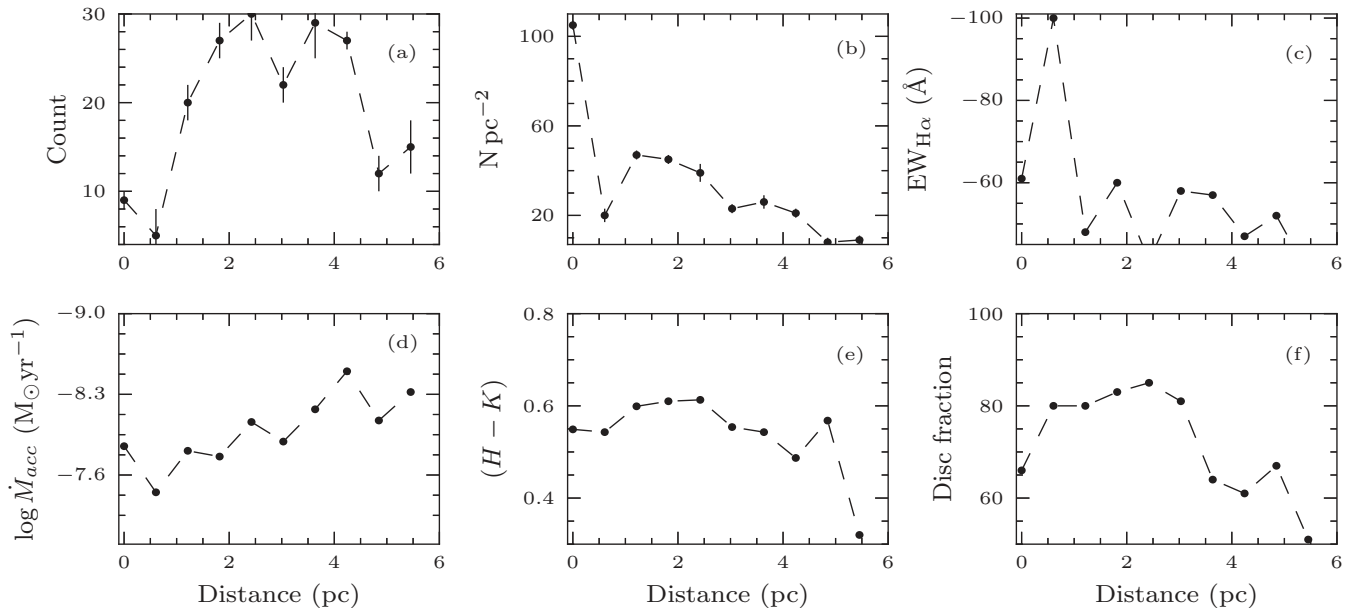 30
20
10
Count
(a)
0 2 4 6
100
60
20
N pc⁻²
(b)
0 2 4 6
−100
−80
−60
EW_Hα (Å)
(c)
0 2 4 6
−9.0
−8.3
−7.6
log Ṁ_acc (M_⊙yr⁻¹)
(d)
0 2 4 6
Distance (pc)
0.8
0.6
0.4
(H − K)
(e)
0 2 4 6
Distance (pc)
100
80
60
Disc fraction
(f)
0 2 4 6
Distance (pc)